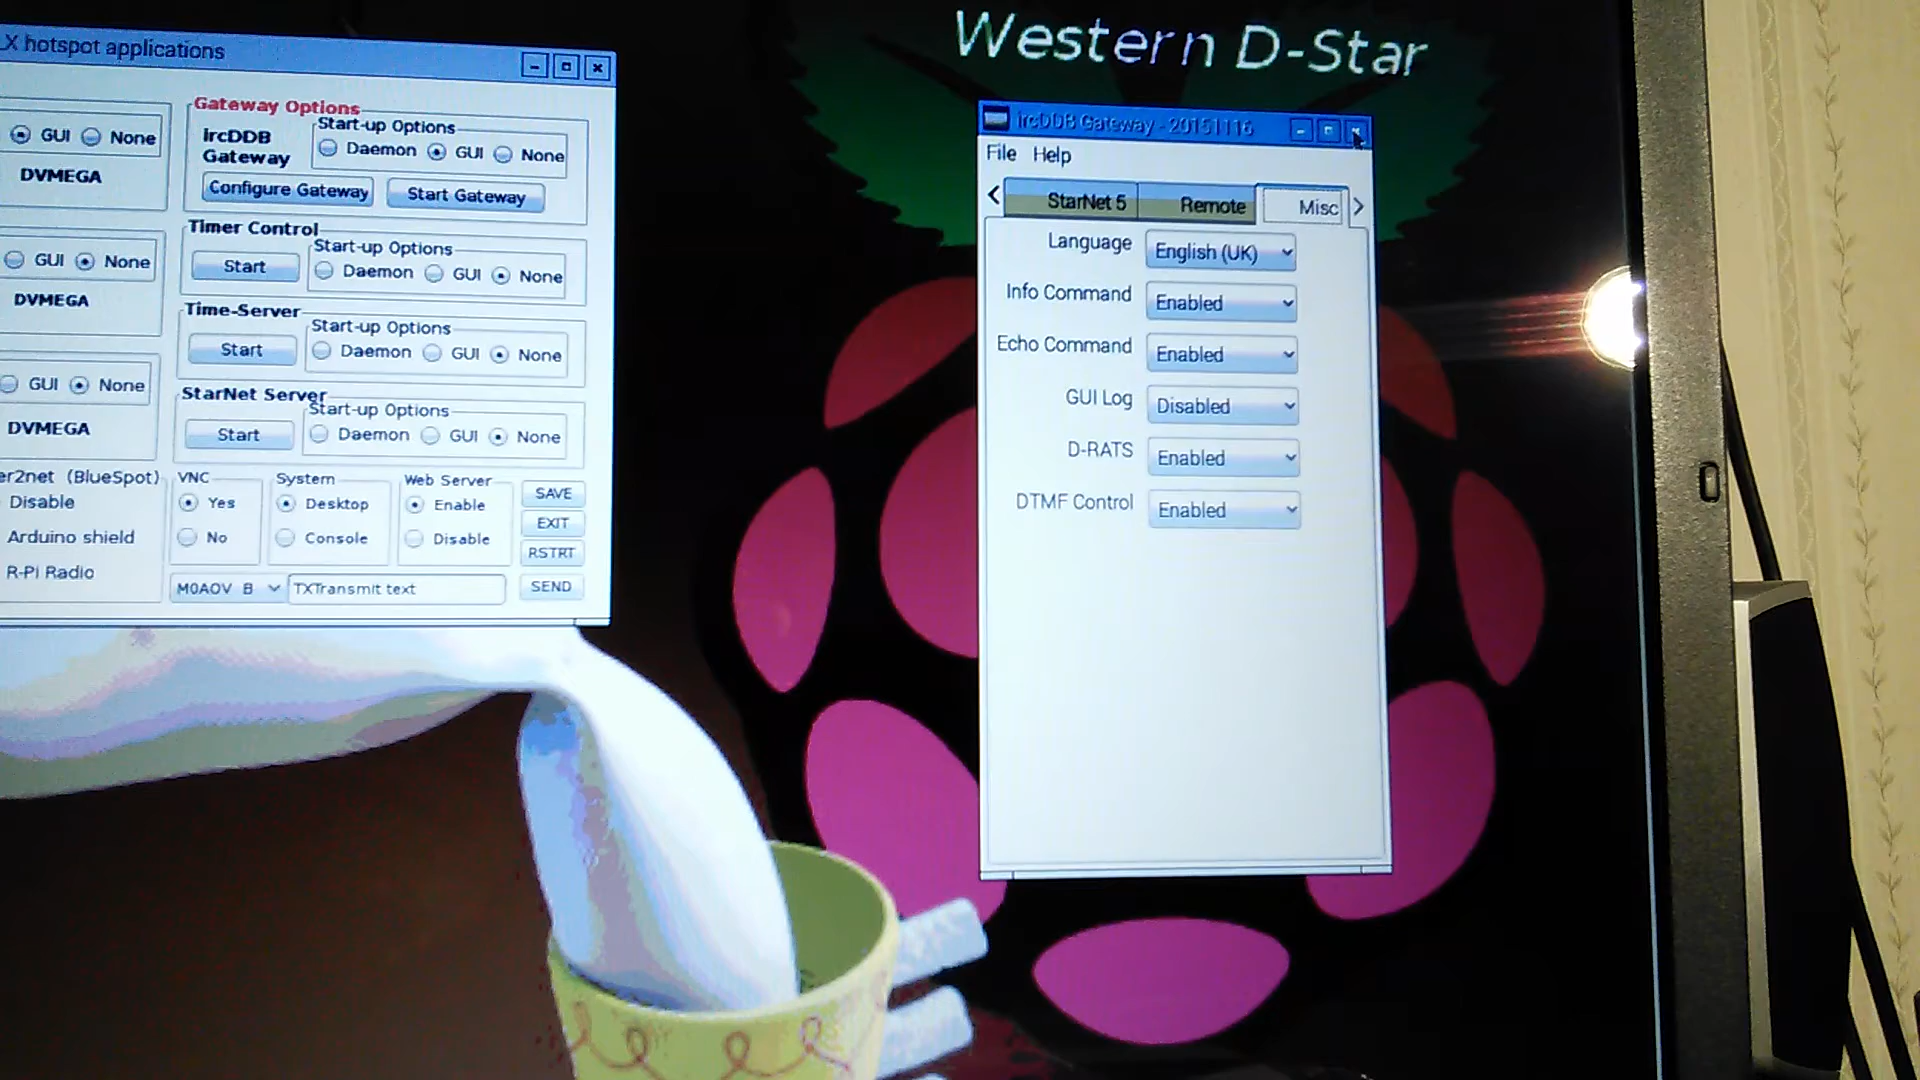 Western D-Star
X hotspot applications
GUI None
DVMEGA
GUI None
DVMEGA
GUI None
DVMEGA
er2net (BlueSpot)
Disable
Arduino shield
R-Pi Radio
Gateway Options
ircDDB
Gateway
Start-up Options
Daemon GUI None
Configure Gateway Start Gateway
Timer Control
Start-up Options
Start Daemon GUI None
Time-Server
Start-up Options
Start Daemon GUI None
StarNet Server
Start-up Options
Start Daemon GUI None
VNC
Yes
No
System
Desktop
Console
Web Server
Enable
Disable
SAVE
EXIT
RSTRT
M0AOV B TXTransmit text SEND
ircDDB Gateway - 20151116
File Help
StarNet 5 Remote Misc
Language English (UK)
Info Command Enabled
Echo Command Enabled
GUI Log Disabled
D-RATS Enabled
DTMF Control Enabled